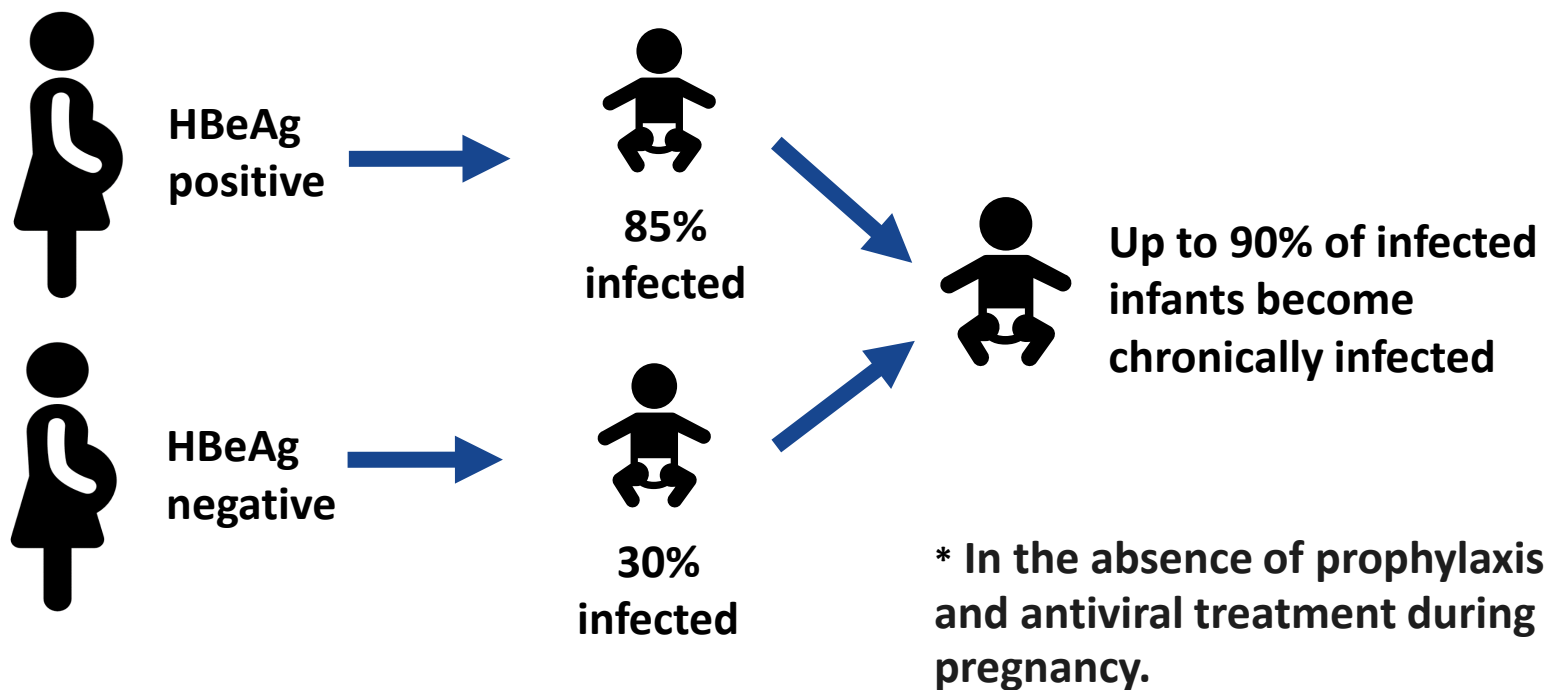 HBeAg
positive
85%
infected
Up to 90% of infected
infants become
chronically infected
HBeAg
negative
30%
infected
* In the absence of prophylaxis
and antiviral treatment during
pregnancy.